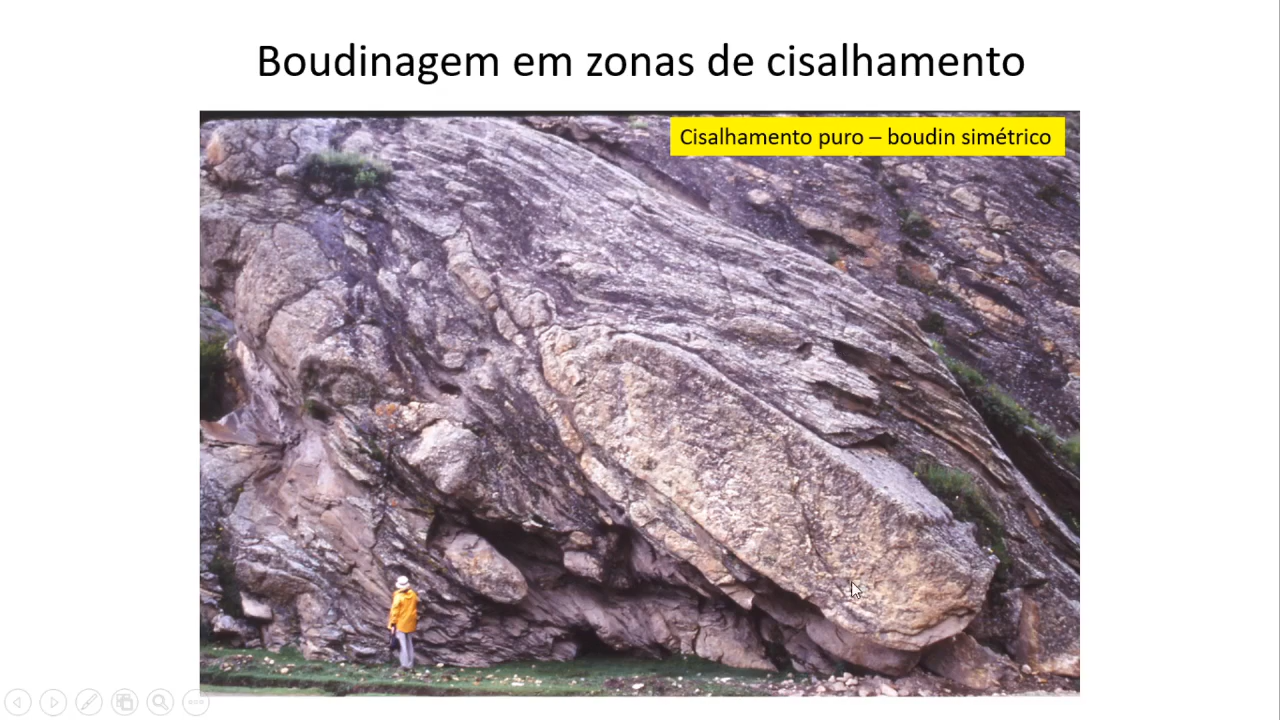 Boudinagem em zonas de cisalhamento
Cisalhamento puro – boudin simétrico